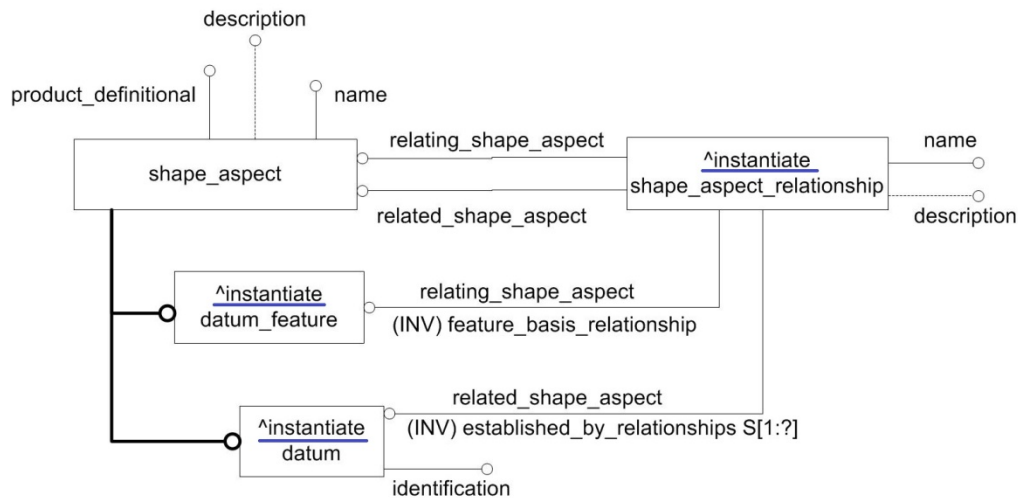 description
product_definitional
name
shape_aspect
relating_shape_aspect
related_shape_aspect
^instantiate
shape_aspect_relationship
name
description
^instantiate
datum_feature
relating_shape_aspect
(INV) feature_basis_relationship
^instantiate
datum
related_shape_aspect
(INV) established_by_relationships S[1:?]
identification